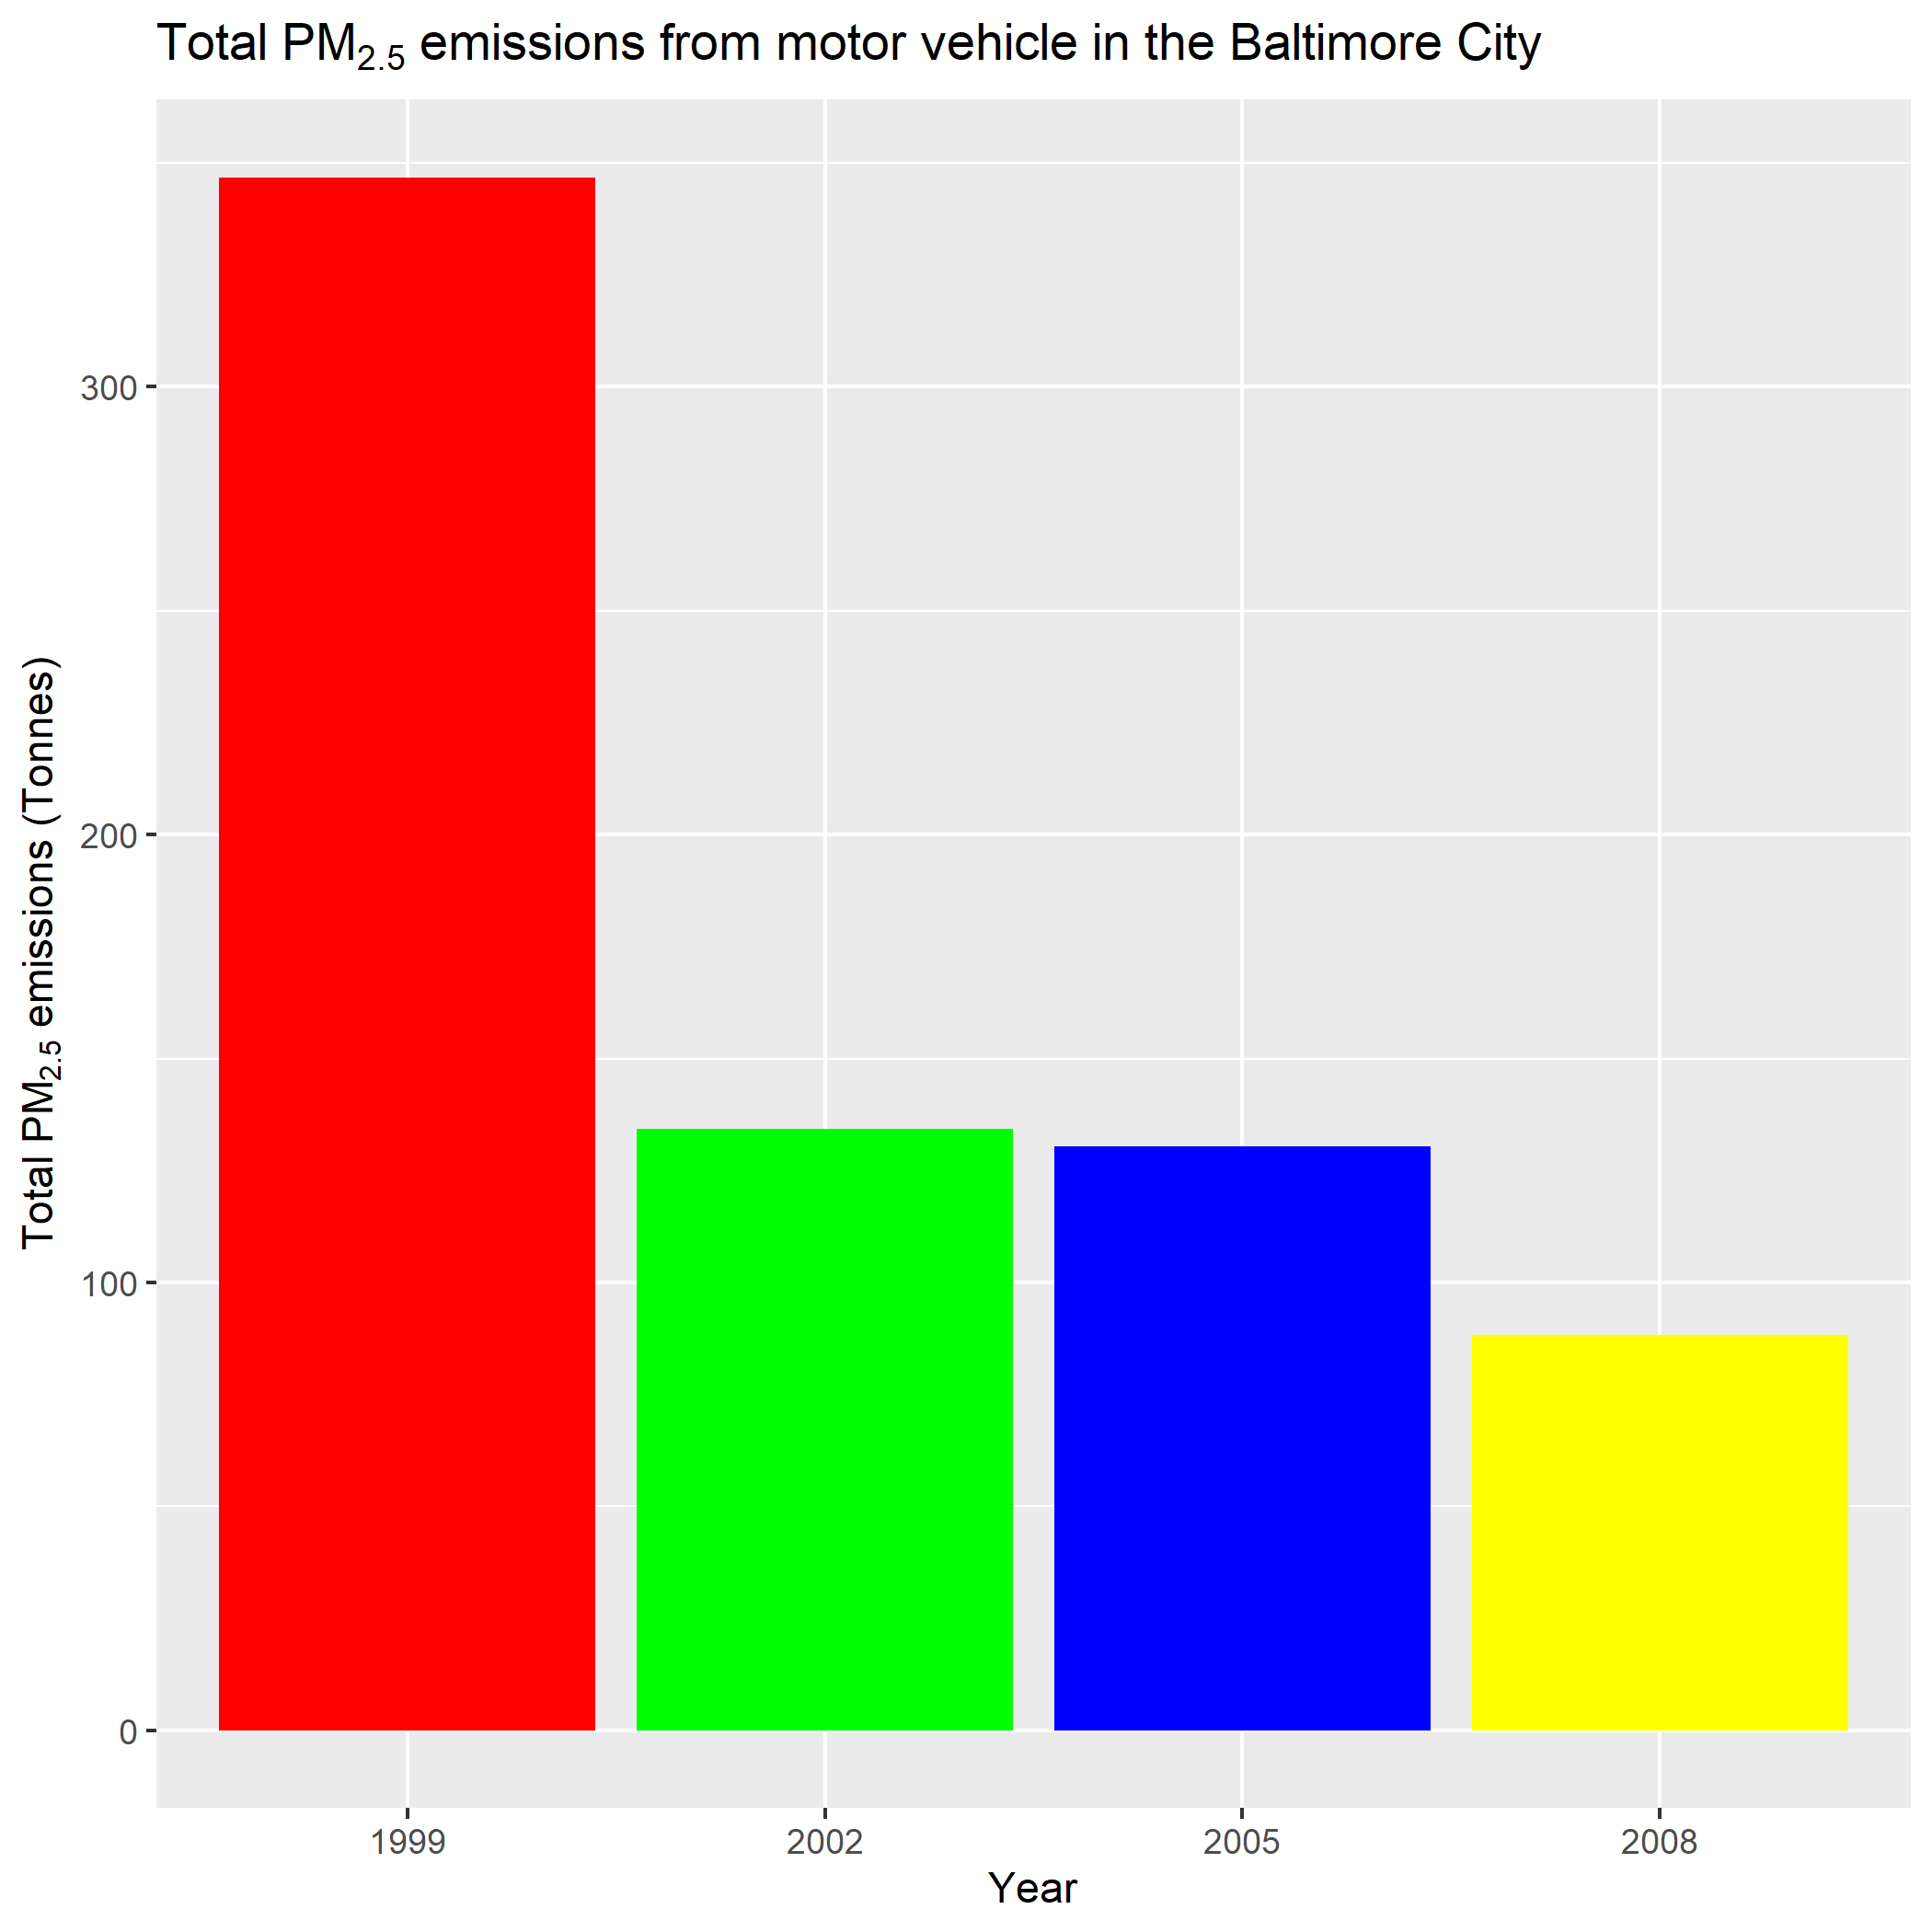 Total PM2.5 emissions from motor vehicle in the Baltimore City
Total PM2.5 emissions (Tonnes)
300
200
100
0
1999 2002 2005 2008
Year